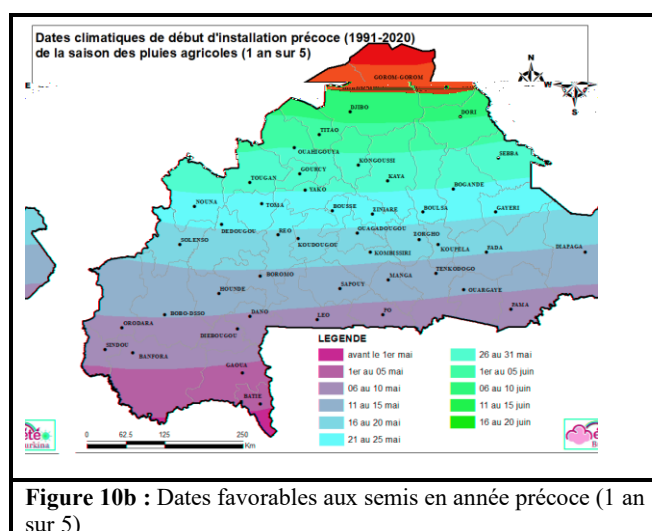 Dates climatiques de début d'installation précoce (1991-2020)
de la saison des pluies agricoles (1 an sur 5)
N
W
S
E
GOROM-GOROM
DJIBO
DORI
TITAO
OUAHIGOUYA
KONGOUSSI
SEBBA
GOURCY
TOUGAN
KAYA
YAKO
BOGANDE
NOUNA
TOMA
BOUSSE
ZINIARE
BOULSA
GAYERI
DEDOUGOU
REO
OUAGADOUGOU
SOLENSO
KOUDOUGOU
ZORGHO
KOUPELA
FADA
DIAPAGA
KOMBISSIRI
BOROMO
TENKODOGO
MANGA
HOUNDE
SAPOUY
OUARGAYE
PAMA
BOBO-DSSO
DANO
LEO
PO
ORODARA
DIEBOUGOU
SINDOU
BANFORA
GAOUA
BATIE
LEGENDE
avant le 1er mai
1er au 05 mai
06 au 10 mai
11 au 15 mai
16 au 20 mai
21 au 25 mai
26 au 31 mai
1er au 05 juin
06 au 10 juin
11 au 15 juin
16 au 20 juin
0 62.5 125 250
Km
été
urkina
Figure 10b : Dates favorables aux semis en année précoce (1 an
sur 5)